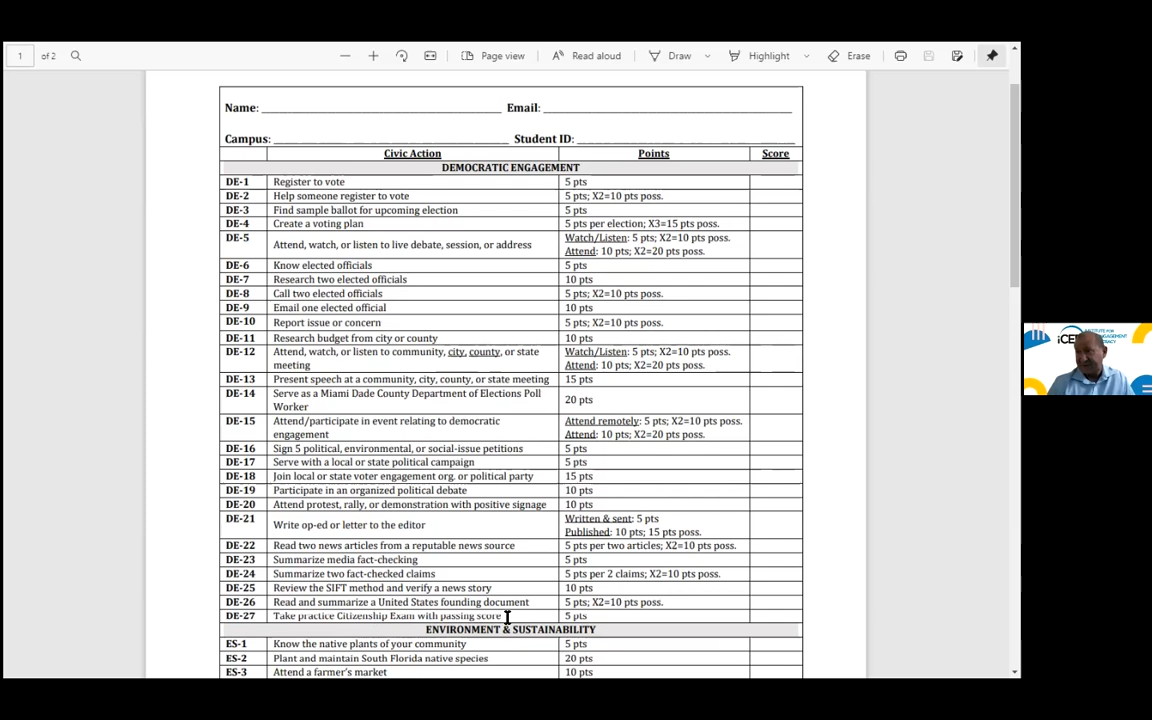 1 of 2 Page view Read aloud Draw Highlight Erase
Name: Email:
Campus: Student ID:
Civic Action Points Score
DEMOCRATIC ENGAGEMENT
DE-1 Register to vote 5 pts
DE-2 Help someone register to vote 5 pts; X2=10 pts poss.
DE-3 Find sample ballot for upcoming election 5 pts
DE-4 Create a voting plan 5 pts per election; X3=15 pts poss.
DE-5 Attend, watch, or listen to live debate, session, or address Watch/Listen: 5 pts; X2=10 pts poss.
Attend: 10 pts; X2=20 pts poss.
DE-6 Know elected officials 5 pts
DE-7 Research two elected officials 10 pts
DE-8 Call two elected officials 5 pts; X2=10 pts poss.
DE-9 Email one elected official 10 pts
DE-10 Report issue or concern 5 pts; X2=10 pts poss.
DE-11 Research budget from city or county 10 pts
DE-12 Attend, watch, or listen to community, city, county, or state Watch/Listen: 5 pts; X2=10 pts poss.
meeting Attend: 10 pts; X2=20 pts poss.
DE-13 Present speech at a community, city, county, or state meeting 15 pts
DE-14 Serve as a Miami Dade County Department of Elections Poll 20 pts
Worker
DE-15 Attend/participate in event relating to democratic Attend remotely: 5 pts; X2=10 pts poss.
engagement Attend: 10 pts; X2=20 pts poss.
DE-16 Sign 5 political, environmental, or social-issue petitions 5 pts
DE-17 Serve with a local or state political campaign 5 pts
DE-18 Join local or state voter engagement org. or political party 15 pts
DE-19 Participate in an organized political debate 10 pts
DE-20 Attend protest, rally, or demonstration with positive signage 10 pts
DE-21 Write op-ed or letter to the editor Written & sent: 5 pts
Published: 10 pts; 15 pts poss.
DE-22 Read two news articles from a reputable news source 5 pts per two articles; X2=10 pts poss.
DE-23 Summarize media fact-checking 5 pts
DE-24 Summarize two fact-checked claims 5 pts per 2 claims; X2=10 pts poss.
DE-25 Review the SIFT method and verify a news story 10 pts
DE-26 Read and summarize a United States founding document 5 pts; X2=10 pts poss.
DE-27 Take practice Citizenship Exam with passing score 5 pts
ENVIRONMENT & SUSTAINABILITY
ES-1 Know the native plants of your community 5 pts
ES-2 Plant and maintain South Florida native species 20 pts
ES-3 Attend a farmer's market 10 pts
INSTITUTE FOR